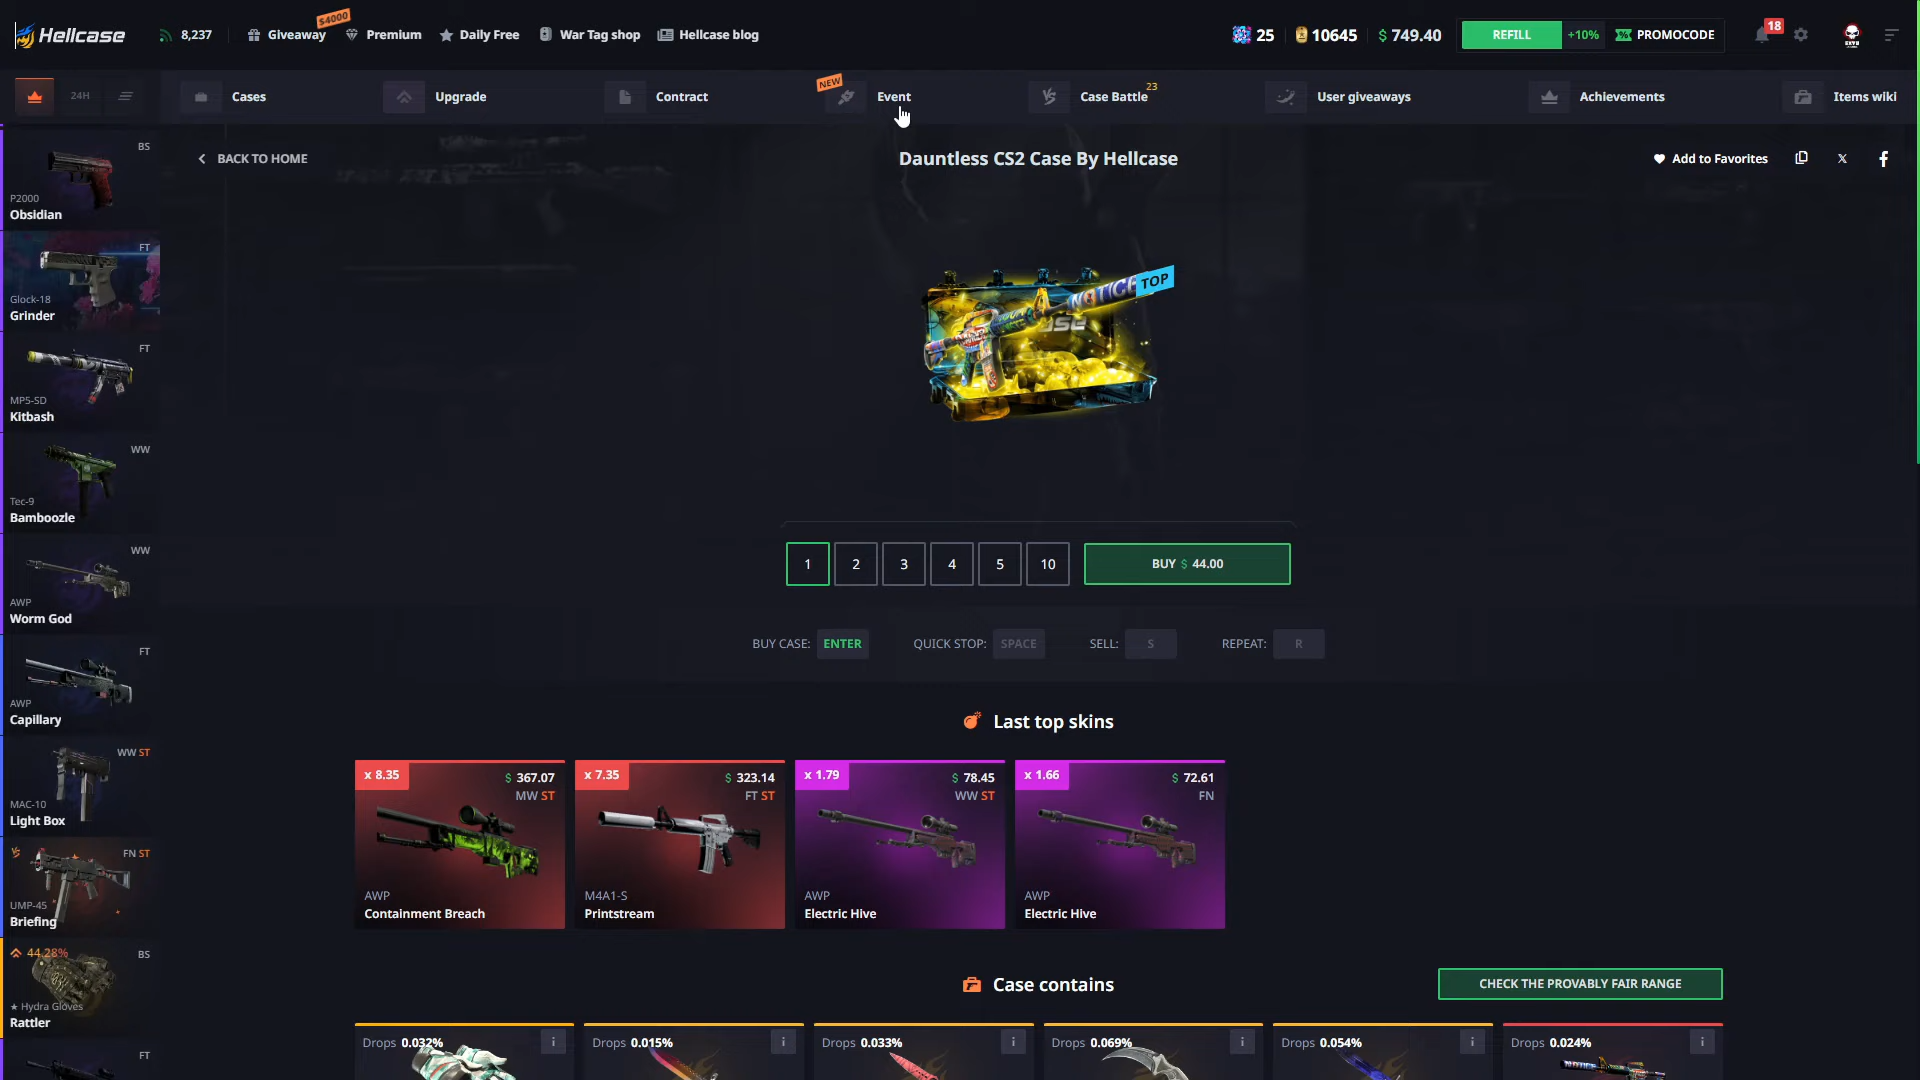 Hellcase
8,237
Giveaway
$4000
Premium
Daily Free
War Tag shop
Hellcase blog
25
10645
$ 749.40
REFILL
+10%
PROMOCODE
18
24H
Cases
Upgrade
Contract
NEW
Event
Case Battle
23
User giveaways
Achievements
Items wiki
BACK TO HOME
Dauntless CS2 Case By Hellcase
Add to Favorites
BS
P2000
Obsidian
FT
Glock-18
Grinder
FT
MP5-SD
Kitbash
WW
Tec-9
Bamboozle
WW
AWP
Worm God
FT
AWP
Capillary
WW ST
MAC-10
Light Box
FN ST
UMP-45
Briefing
44.28%
BS
★ Hydra Gloves
Rattler
FT
NOTICE
TOP
1
2
3
4
5
10
BUY $ 44.00
BUY CASE: ENTER
QUICK STOP: SPACE
SELL: S
REPEAT: R
Last top skins
x 8.35
$ 367.07
MW ST
AWP
Containment Breach
x 7.35
$ 323.14
FT ST
M4A1-S
Printstream
x 1.79
$ 78.45
WW ST
AWP
Electric Hive
x 1.66
$ 72.61
FN
AWP
Electric Hive
Case contains
CHECK THE PROVABLY FAIR RANGE
Drops 0.032%
Drops 0.015%
Drops 0.033%
Drops 0.069%
Drops 0.054%
Drops 0.024%